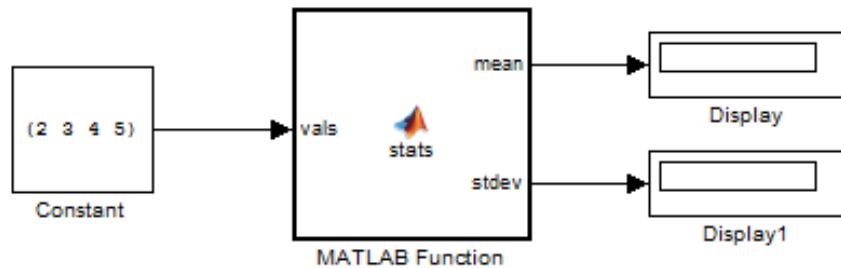 (2 3 4 5)
Constant
vals
stats
mean
stdev
MATLAB Function
Display
Display1